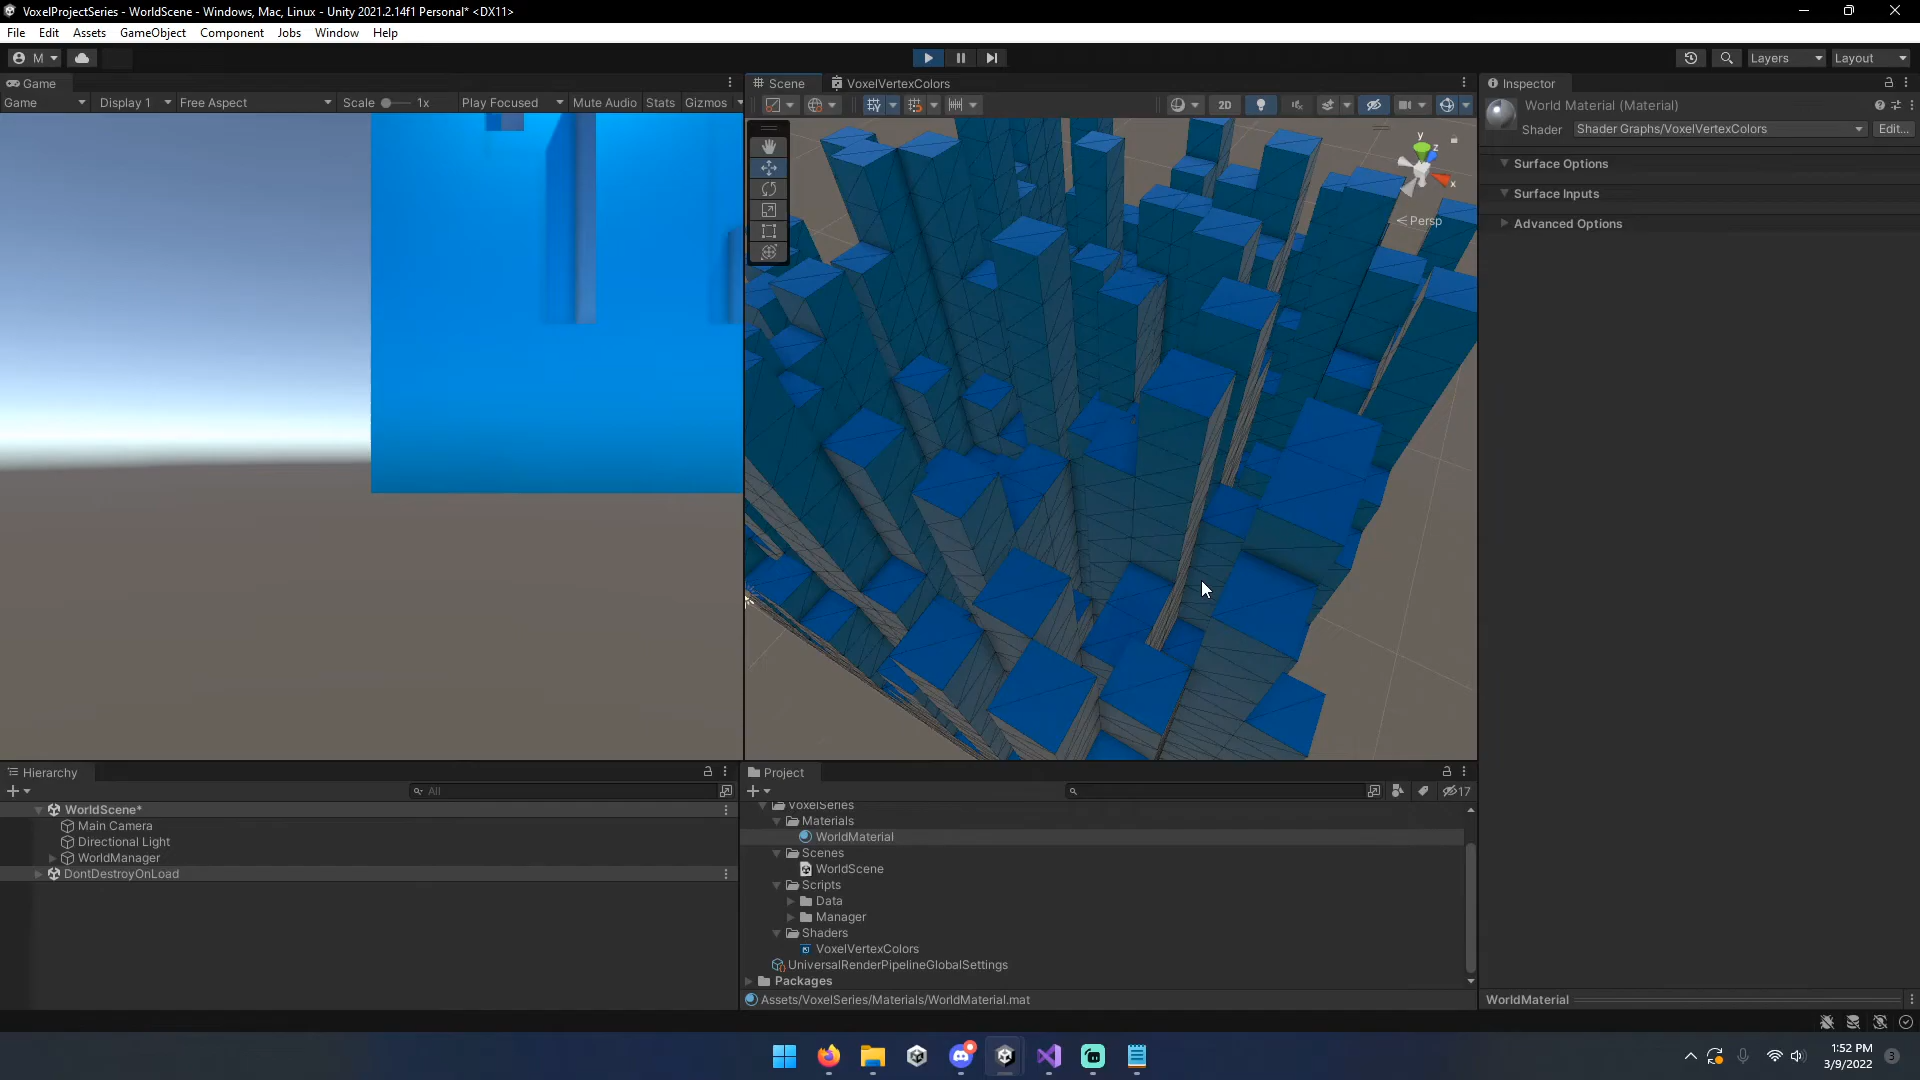 VoxelProjectSeries - WorldScene - Windows, Mac, Linux - Unity 2021.2.14f1 Personal* <DX11>
File Edit Assets GameObject Component Jobs Window Help
M Layers Layout
Game
Game Display 1 Free Aspect Scale 1x Play Focused Mute Audio Stats Gizmos
Scene VoxelVertexColors
2D
y
z
x
Persp
Inspector
World Material (Material)
Shader Shader Graphs/VoxelVertexColors Edit...
Surface Options
Surface Inputs
Advanced Options
Hierarchy
All
WorldScene*
Main Camera
Directional Light
WorldManager
DontDestroyOnLoad
Project
17
VoxelSeries
Materials
WorldMaterial
Scenes
WorldScene
Scripts
Data
Manager
Shaders
VoxelVertexColors
UniversalRenderPipelineGlobalSettings
Packages
Assets/VoxelSeries/Materials/WorldMaterial.mat
WorldMaterial
1:52 PM
3/9/2022
3